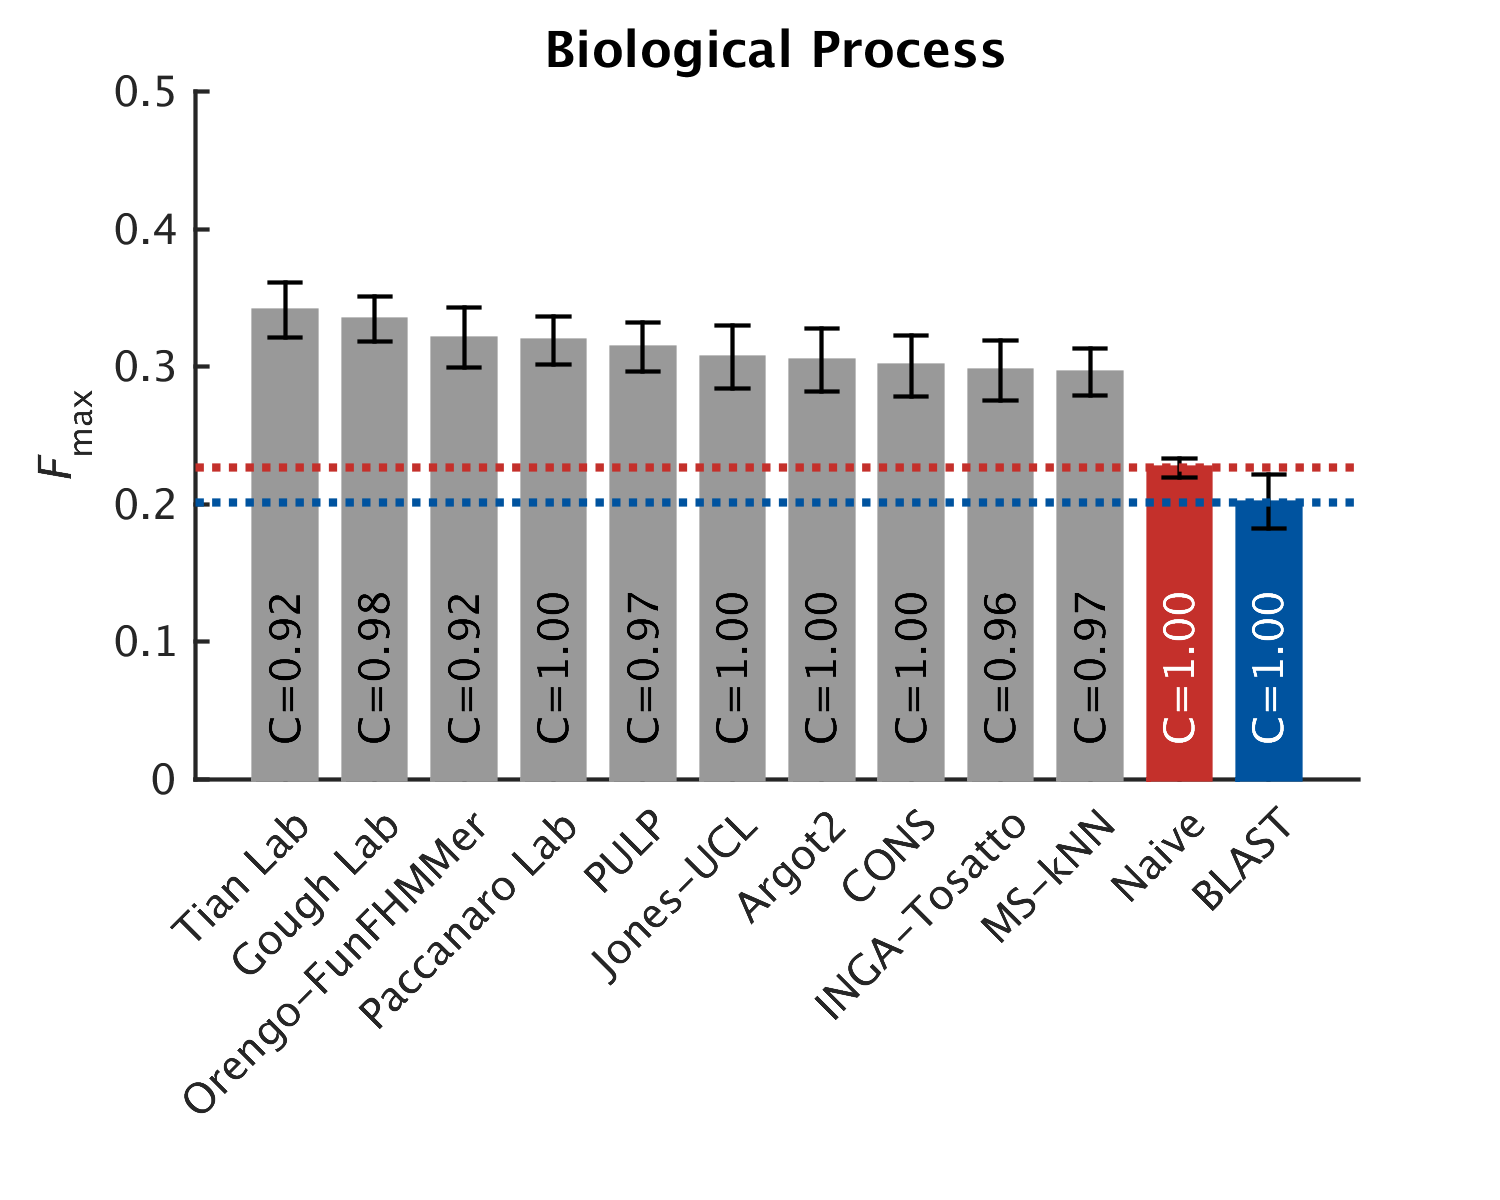 Biological Process
0.5
0.4
0.3
0.2
0.1
0
Fmax
C=0.92
C=0.98
C=0.92
C=1.00
C=0.97
C=1.00
C=1.00
C=1.00
C=0.96
C=0.97
C=1.00
C=1.00
Tian Lab
Gough Lab
Orengo-FunFHMMer
Paccanaro Lab
PULP
Jones-UCL
Argot2
CONS
INGA-Tosatto
MS-kNN
Naive
BLAST